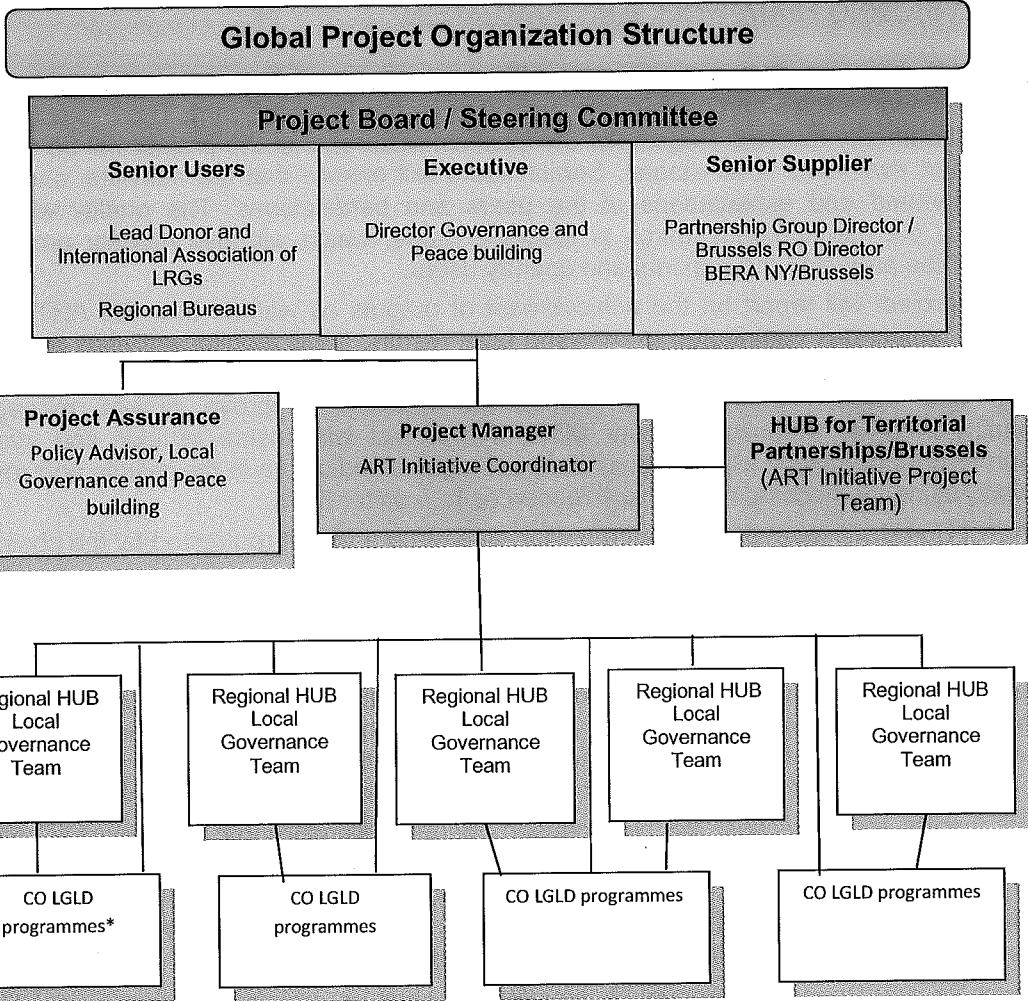 Global Project Organization Structure
Project Board / Steering Committee
Senior Users
Lead Donor and
International Association of
LRGs
Regional Bureaus
Executive
Director Governance and
Peace building
Senior Supplier
Partnership Group Director /
Brussels RO Director
BERA NY/Brussels
Project Assurance
Policy Advisor, Local
Governance and Peace
building
Project Manager
ART Initiative Coordinator
HUB for Territorial
Partnerships/Brussels
(ART Initiative Project
Team)
egional HUB
Local
overnance
Team
Regional HUB
Local
Governance
Team
Regional HUB
Local
Governance
Team
Regional HUB
Local
Governance
Team
Regional HUB
Local
Governance
Team
CO LGLD
programmes*
CO LGLD
programmes
CO LGLD programmes
CO LGLD programmes